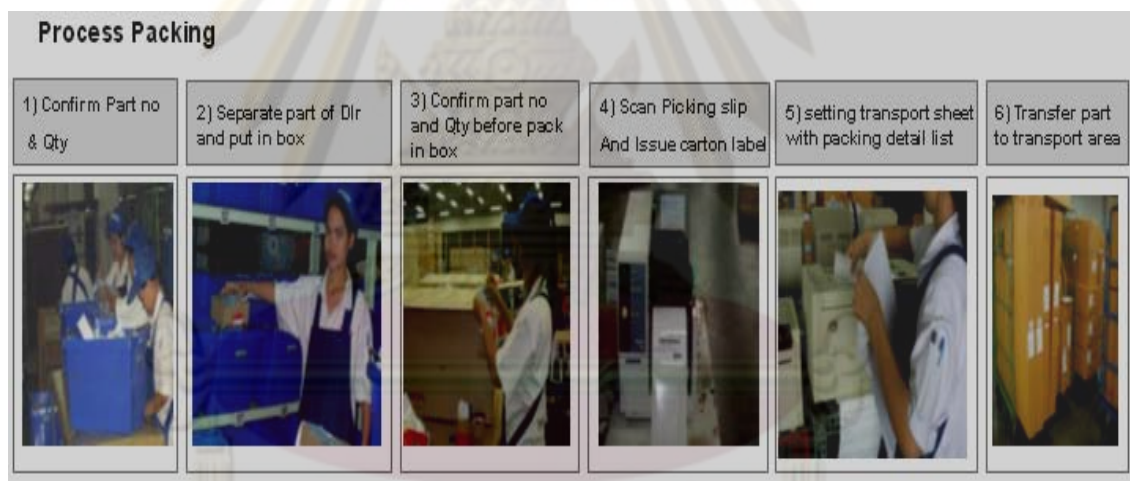 Process Packing
1) Confirm Part no
& Qty
2) Separate part of Dlr
and put in box
3) Confirm part no
and Qty before pack
in box
4) Scan Picking slip
And Issue carton label
5) setting transport sheet
with packing detail list
6) Transfer part
to transport area